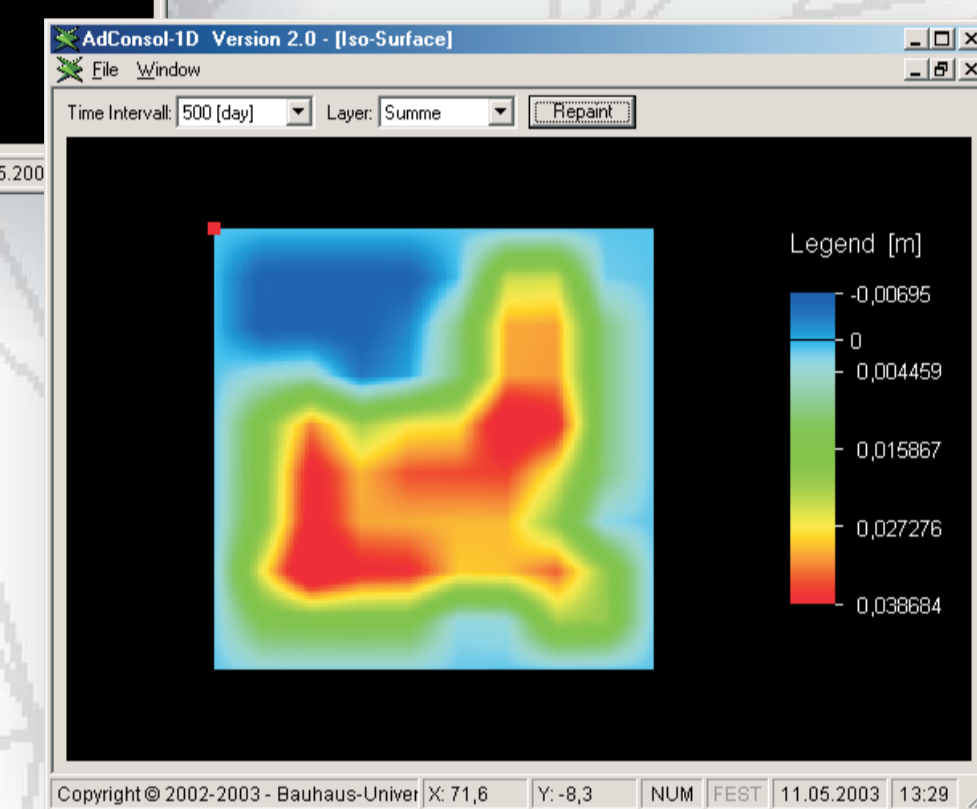 AdConsol-1D Version 2.0 - [Iso-Surface]
File Window
Time Intervall: 500 [day] Layer: Summe Repaint
5.200
Legend [m]
-0,00695
0
0,004459
0,015867
0,027276
0,038684
Copyright © 2002-2003 - Bauhaus-Univer X: 71,6 Y: -8,3 NUM FEST 11.05.2003 13:29